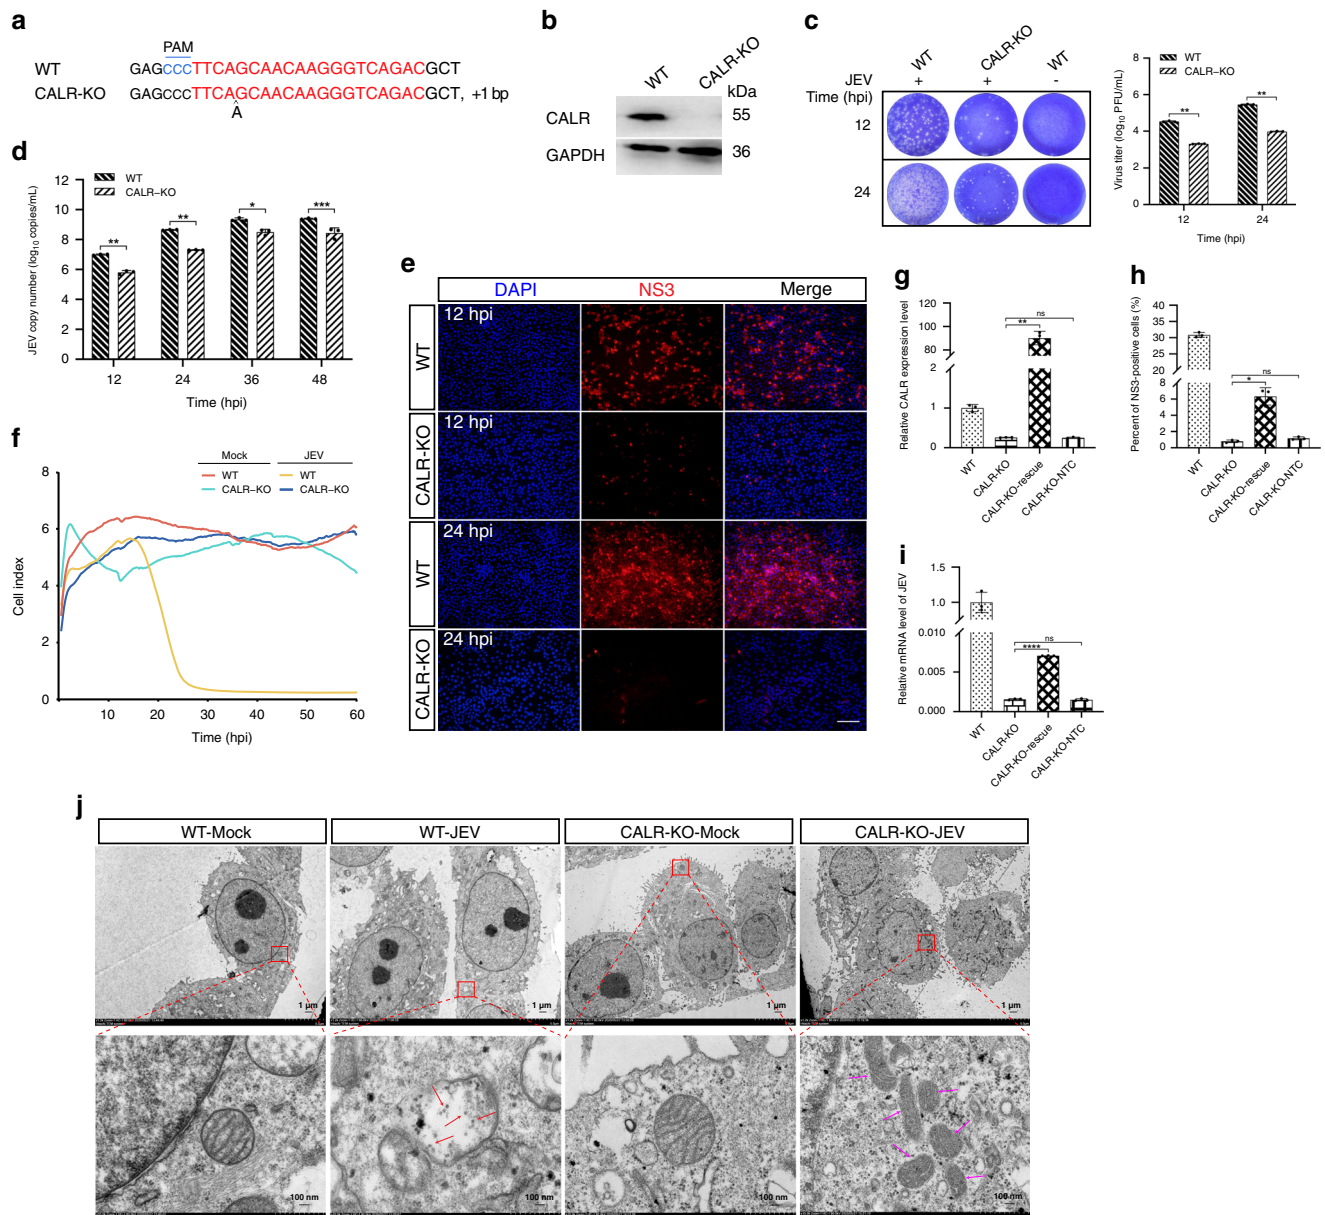 a
PAM
WT GAGCCCTTCAGCAACAAGGGTCAGACGCT
CALR-KO GAGCCCTTCAGCAACAAGGGTCAGACGCT, +1 bp
^
A
b
WT CALR-KO
kDa
CALR 55
GAPDH 36
c
WT CALR-KO WT
JEV + + -
Time (hpi)
12
24
WT
CALR–KO
Virus titer (log10 PFU/mL)
8
6
4
2
0
** **
12 24
Time (hpi)
d
WT
CALR–KO
JEV copy number (log10 copies/mL)
12
10
8
6
4
2
0
** ** * ***
12 24 36 48
Time (hpi)
e
DAPI NS3 Merge
12 hpi
WT
12 hpi
CALR-KO
24 hpi
WT
24 hpi
CALR-KO
f
Mock JEV
WT WT
CALR–KO CALR–KO
Cell index
8
6
4
2
0
10 20 30 40 50 60
Time (hpi)
g
Relative CALR expression level
120
100
80
2
1
0
ns
**
WT CALR-KO CALR-KO-rescue CALR-KO-NTC
h
Percent of NS3-positive cells (%)
40
35
30
25
20
8
6
4
2
0
ns
*
WT CALR-KO CALR-KO-rescue CALR-KO-NTC
i
Relative mRNA level of JEV
1.5
1.0
0.010
0.005
0.000
ns
****
WT CALR-KO CALR-KO-rescue CALR-KO-NTC
j
WT-Mock WT-JEV CALR-KO-Mock CALR-KO-JEV
1 µm 1 µm 1 µm 1 µm
100 nm 100 nm 100 nm 100 nm